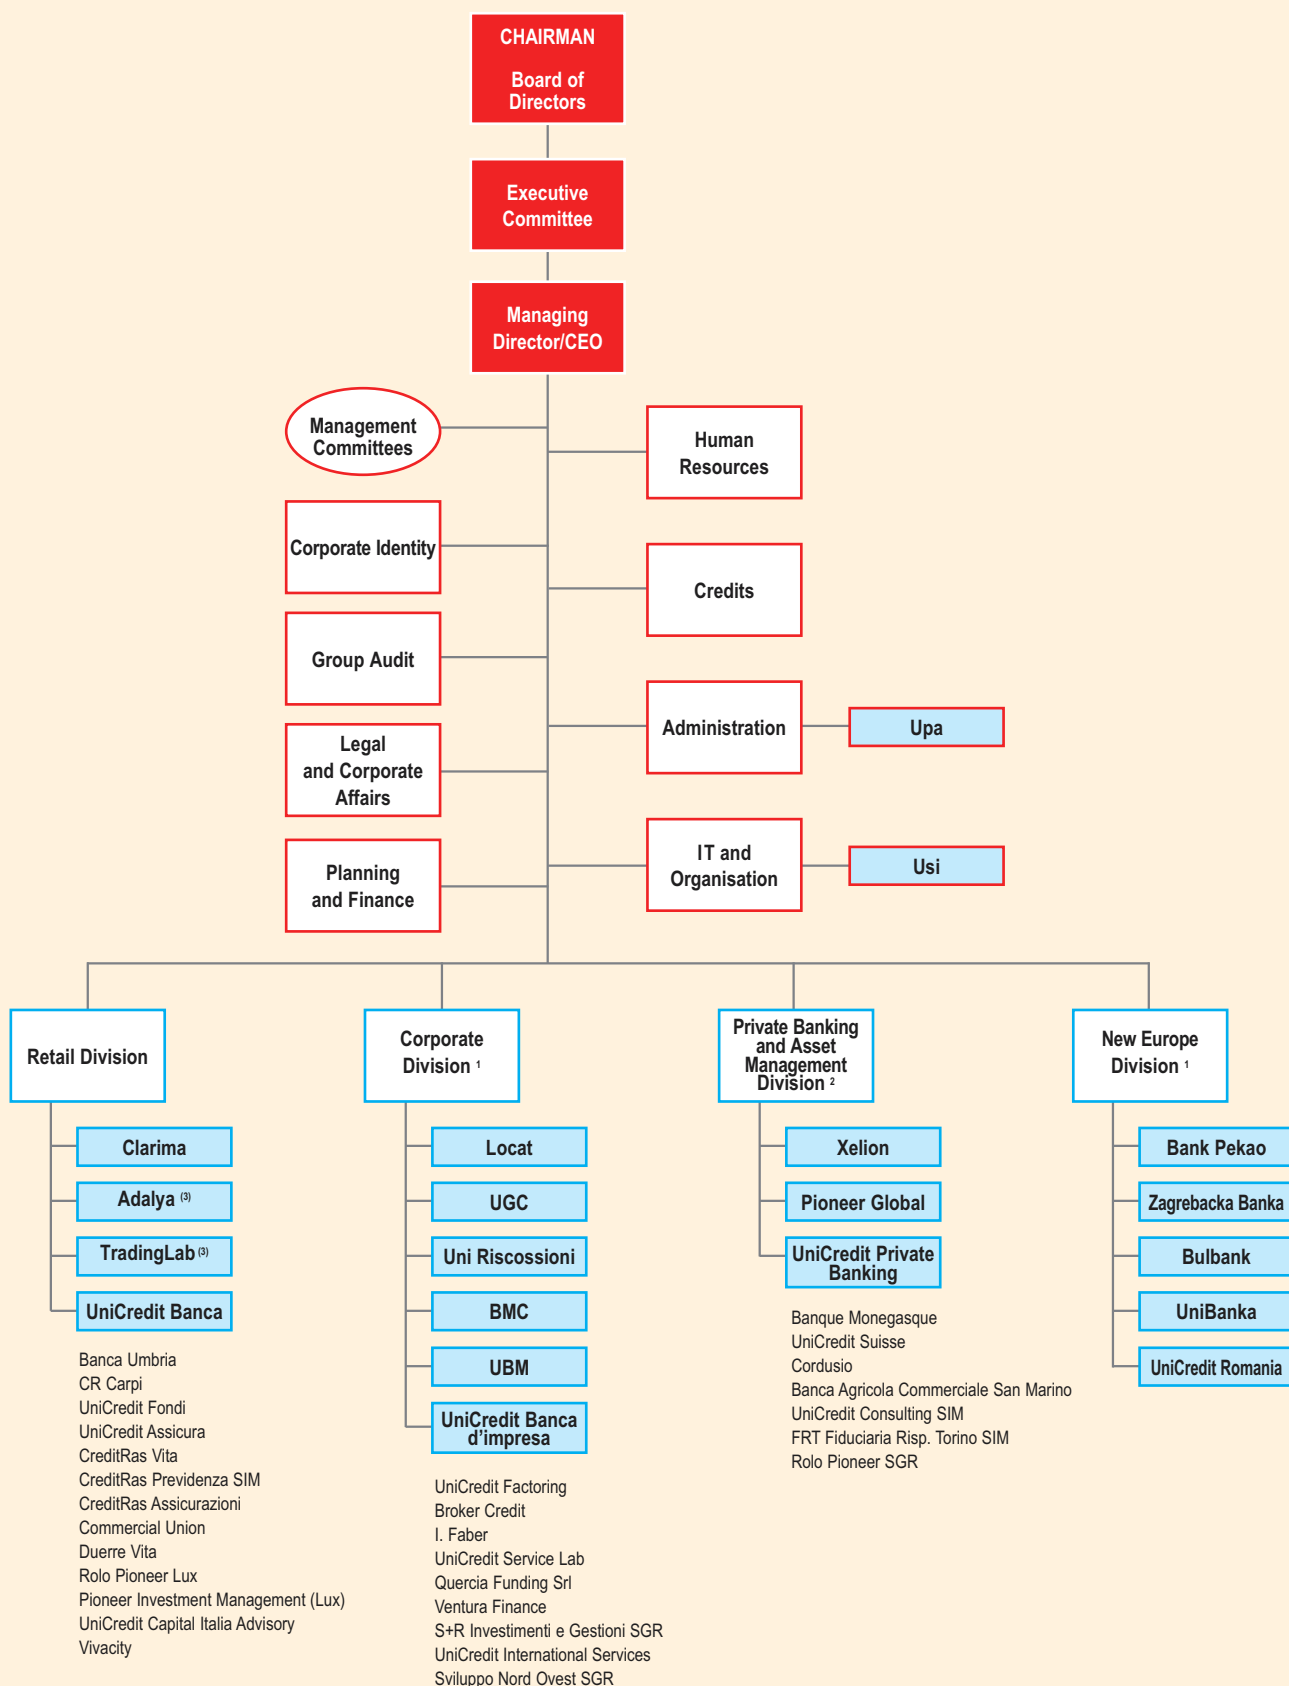 CHAIRMAN
Board of
Directors
Executive
Committee
Managing
Director/CEO
Management
Committees
Human
Resources
Corporate Identity
Credits
Group Audit
Administration
Upa
Legal
and Corporate
Affairs
IT and
Organisation
Usi
Planning
and Finance
Retail Division
Clarima
Adalya (3)
TradingLab (3)
UniCredit Banca
Banca Umbria
CR Carpi
UniCredit Fondi
UniCredit Assicura
CreditRas Vita
CreditRas Previdenza SIM
CreditRas Assicurazioni
Commercial Union
Duerre Vita
Rolo Pioneer Lux
Pioneer Investment Management (Lux)
UniCredit Capital Italia Advisory
Vivacity
Corporate
Division 1
Locat
UGC
Uni Riscossioni
BMC
UBM
UniCredit Banca
d’impresa
UniCredit Factoring
Broker Credit
I. Faber
UniCredit Service Lab
Quercia Funding Srl
Ventura Finance
S+R Investimenti e Gestioni SGR
UniCredit International Services
Sviluppo Nord Ovest SGR
Private Banking
and Asset
Management
Division 2
Xelion
Pioneer Global
UniCredit Private
Banking
Banque Monegasque
UniCredit Suisse
Cordusio
Banca Agricola Commerciale San Marino
UniCredit Consulting SIM
FRT Fiduciaria Risp. Torino SIM
Rolo Pioneer SGR
New Europe
Division 1
Bank Pekao
Zagrebacka Banka
Bulbank
UniBanka
UniCredit Romania